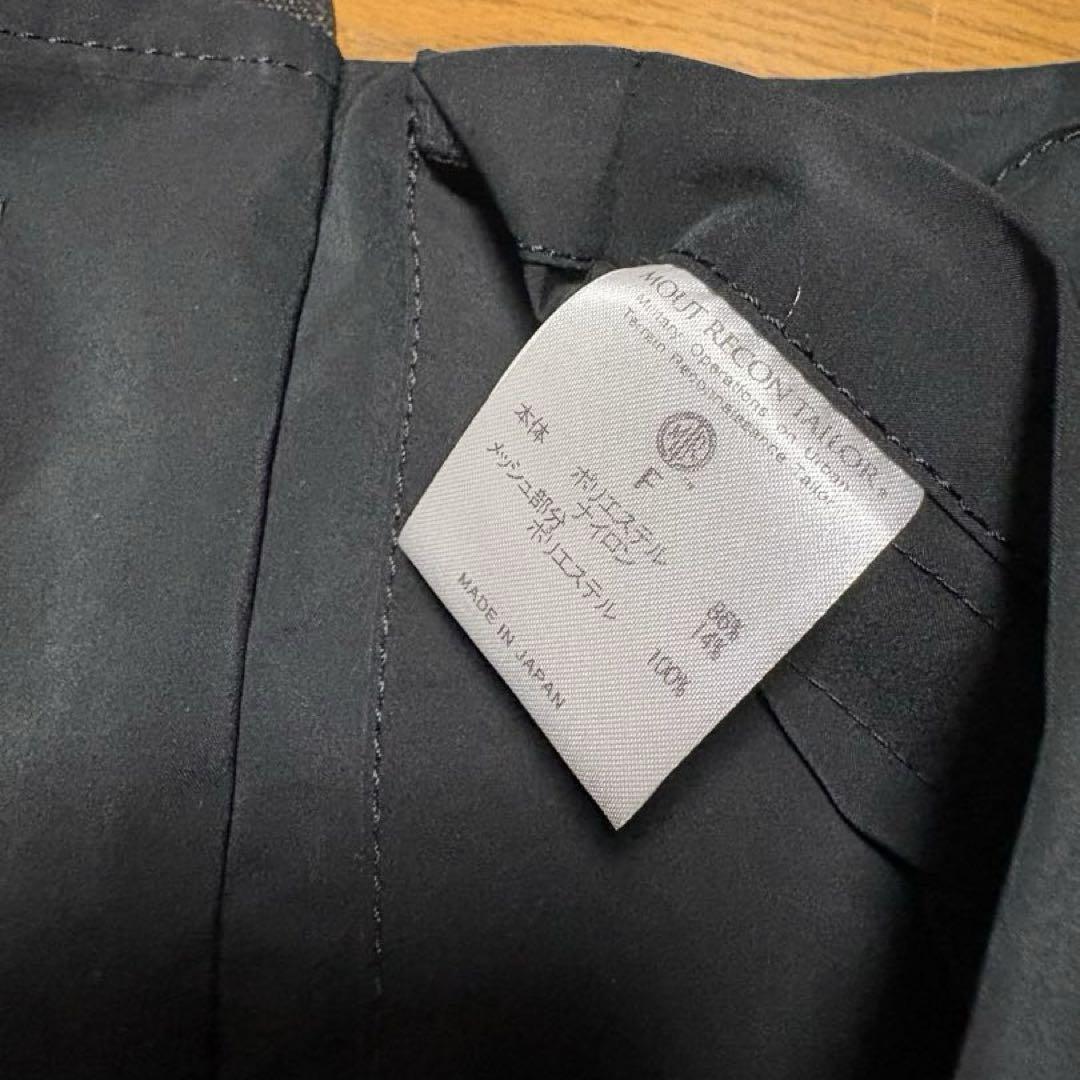 MOUT RECON TAILOR®
Military Operations on Urban
Terrain Reconnaissance Tailor
MRT
F
本体 ポリエステル 86%
ナイロン 14%
メッシュ部分
ポリエステル 100%
MADE IN JAPAN